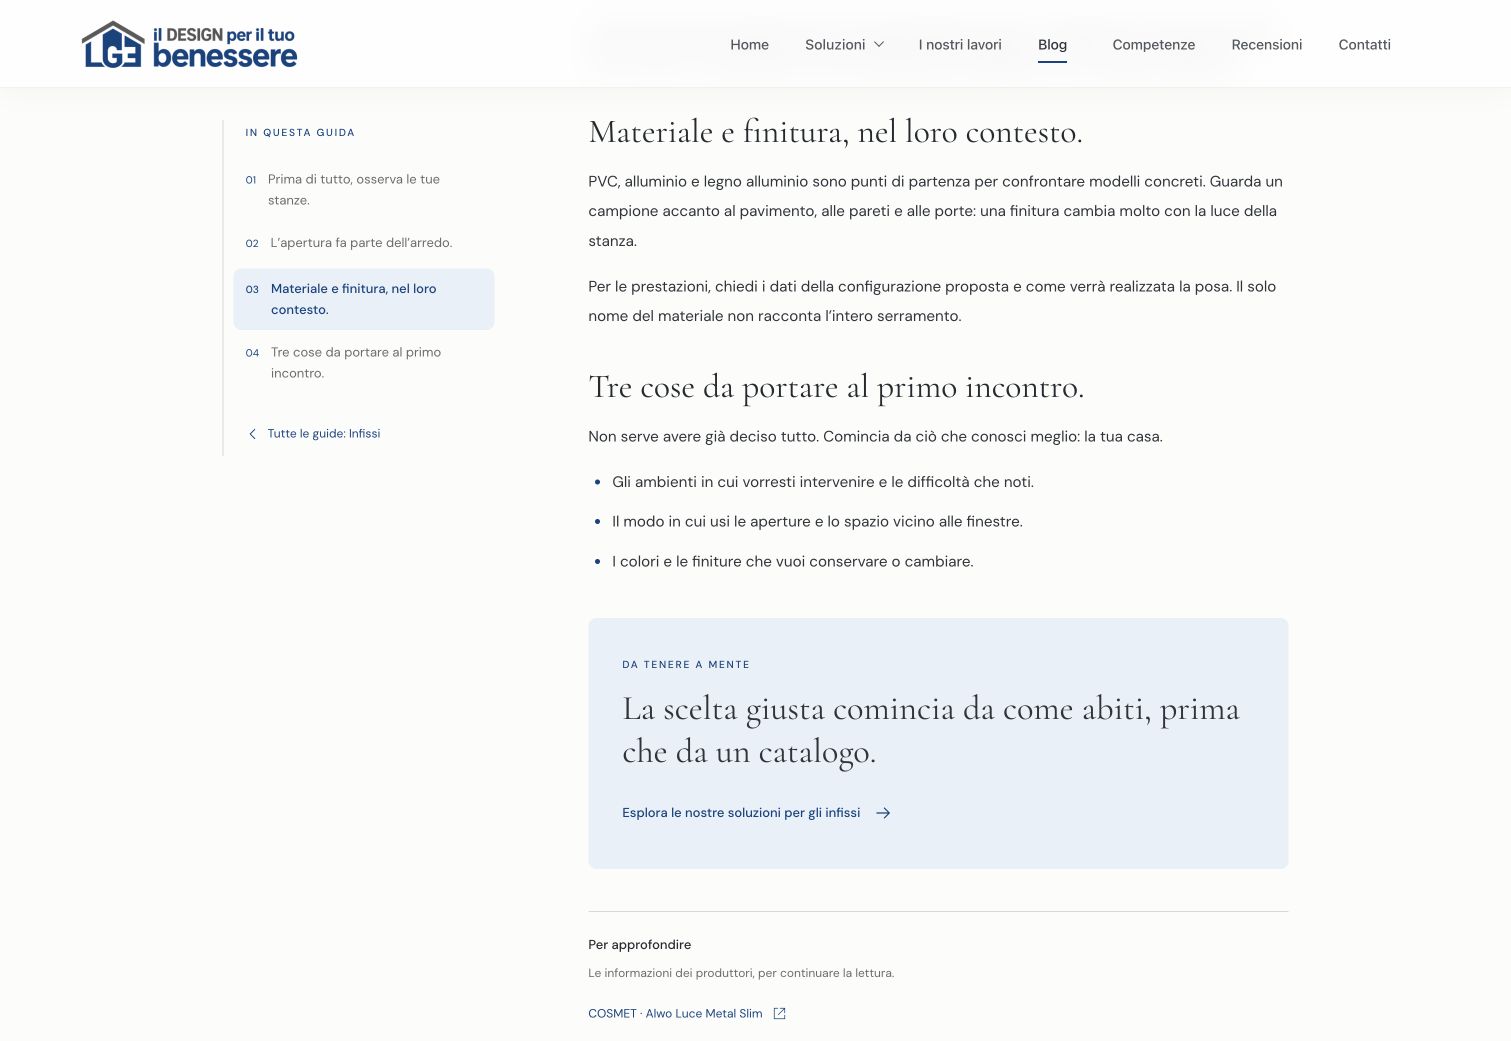 LGE il DESIGN per il tuo
benessere
Home Soluzioni I nostri lavori Blog Competenze Recensioni Contatti
IN QUESTA GUIDA
01 Prima di tutto, osserva le tue
stanze.
02 L’apertura fa parte dell’arredo.
03 Materiale e finitura, nel loro
contesto.
04 Tre cose da portare al primo
incontro.
Tutte le guide: Infissi
Materiale e finitura, nel loro contesto.
PVC, alluminio e legno alluminio sono punti di partenza per confrontare modelli concreti. Guarda un
campione accanto al pavimento, alle pareti e alle porte: una finitura cambia molto con la luce della
stanza.
Per le prestazioni, chiedi i dati della configurazione proposta e come verrà realizzata la posa. Il solo
nome del materiale non racconta l’intero serramento.
Tre cose da portare al primo incontro.
Non serve avere già deciso tutto. Comincia da ciò che conosci meglio: la tua casa.
• Gli ambienti in cui vorresti intervenire e le difficoltà che noti.
• Il modo in cui usi le aperture e lo spazio vicino alle finestre.
• I colori e le finiture che vuoi conservare o cambiare.
DA TENERE A MENTE
La scelta giusta comincia da come abiti, prima
che da un catalogo.
Esplora le nostre soluzioni per gli infissi →
Per approfondire
Le informazioni dei produttori, per continuare la lettura.
COSMET · Alwo Luce Metal Slim